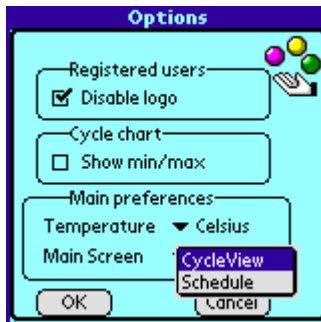 Options
Registered users
Disable logo
Cycle chart
Show min/max
Main preferences
Temperature Celsius
Main Screen CycleView
Schedule
OK Cancel